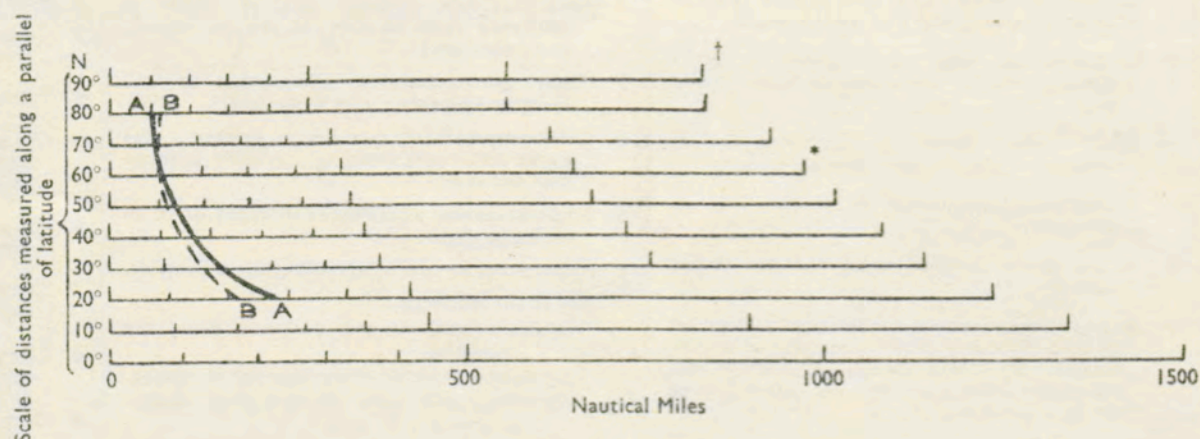 Scale of distances measured along a parallel
of latitude
N
†
90°
A B
80°
70°
*
60°
50°
40°
30°
20°
B A
10°
0°
0 500 1000 1500
Nautical Miles